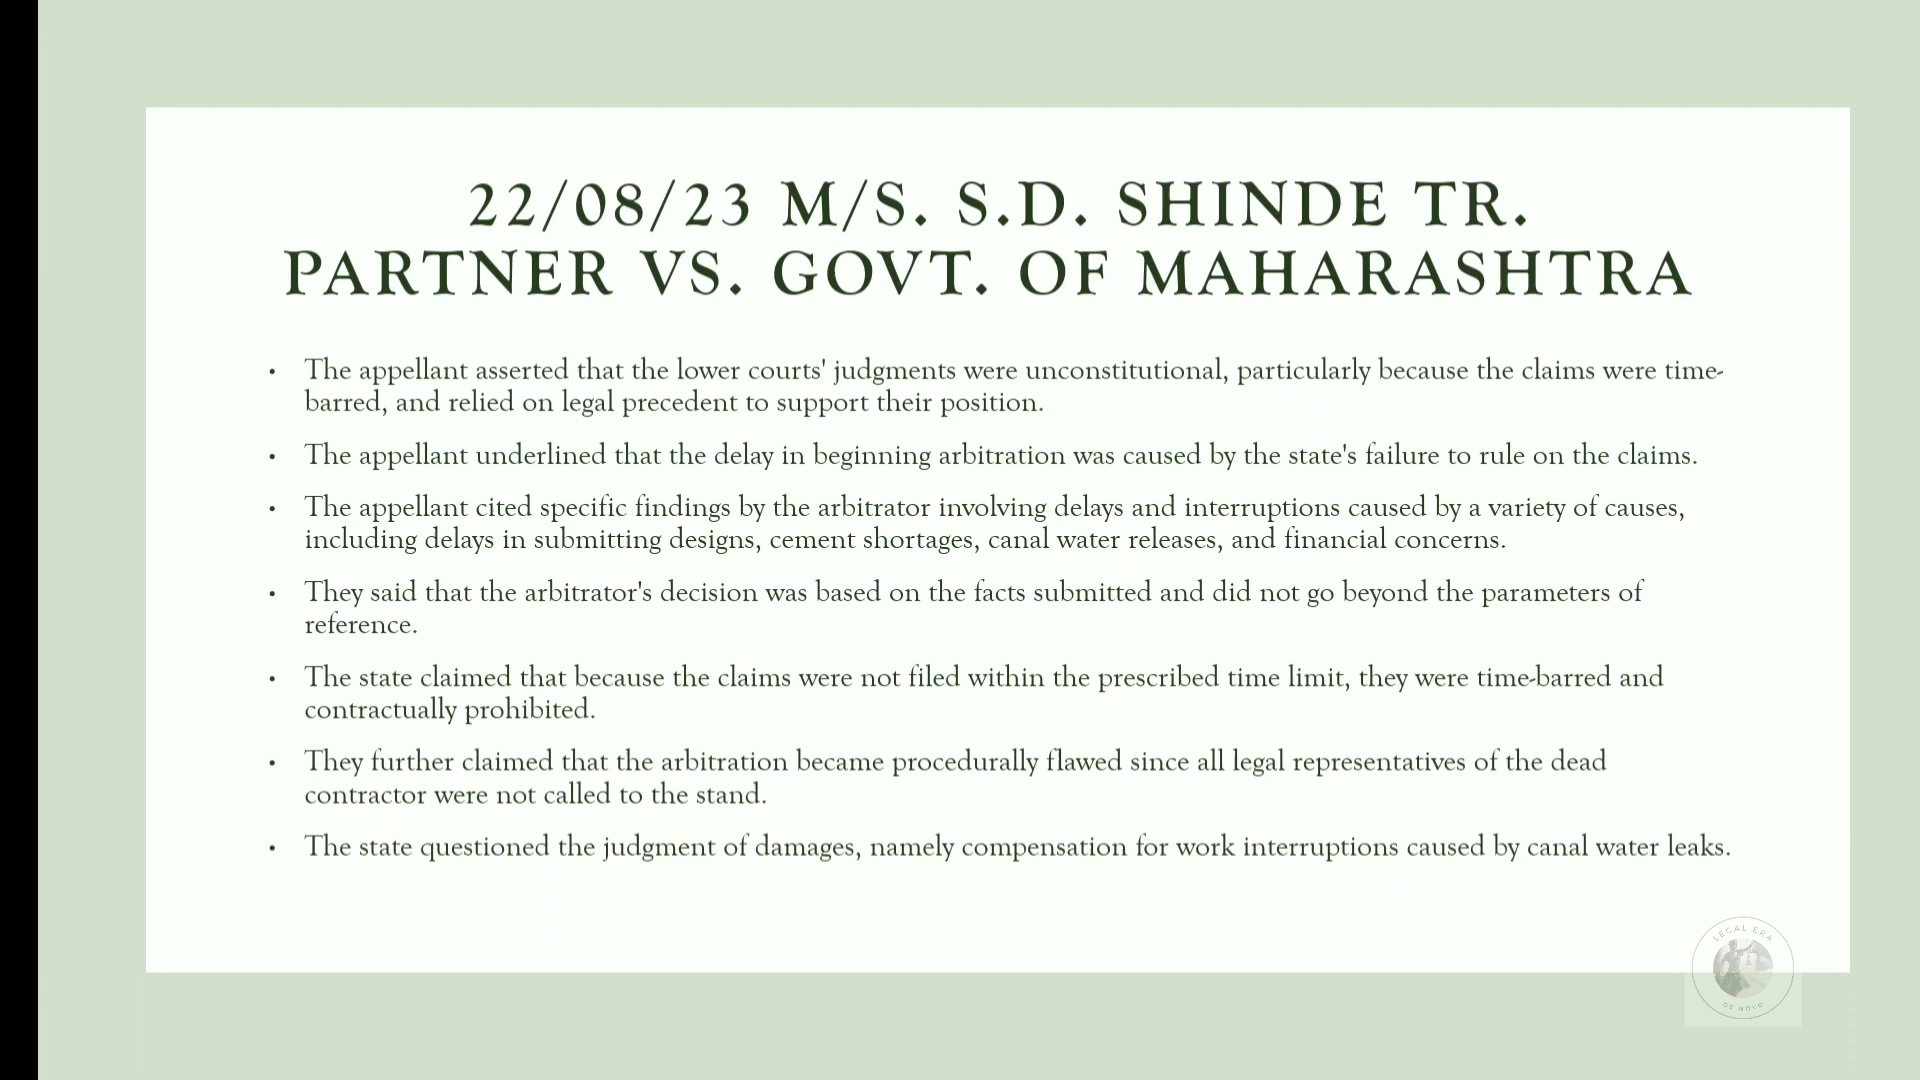 22/08/23 M/S. S.D. SHINDE TR.
PARTNER VS. GOVT. OF MAHARASHTRA
• The appellant asserted that the lower courts' judgments were unconstitutional, particularly because the claims were time-
barred, and relied on legal precedent to support their position.
• The appellant underlined that the delay in beginning arbitration was caused by the state's failure to rule on the claims.
• The appellant cited specific findings by the arbitrator involving delays and interruptions caused by a variety of causes,
including delays in submitting designs, cement shortages, canal water releases, and financial concerns.
• They said that the arbitrator's decision was based on the facts submitted and did not go beyond the parameters of
reference.
• The state claimed that because the claims were not filed within the prescribed time limit, they were time-barred and
contractually prohibited.
• They further claimed that the arbitration became procedurally flawed since all legal representatives of the dead
contractor were not called to the stand.
• The state questioned the judgment of damages, namely compensation for work interruptions caused by canal water leaks.
LEGAL ERA
DE NOVO